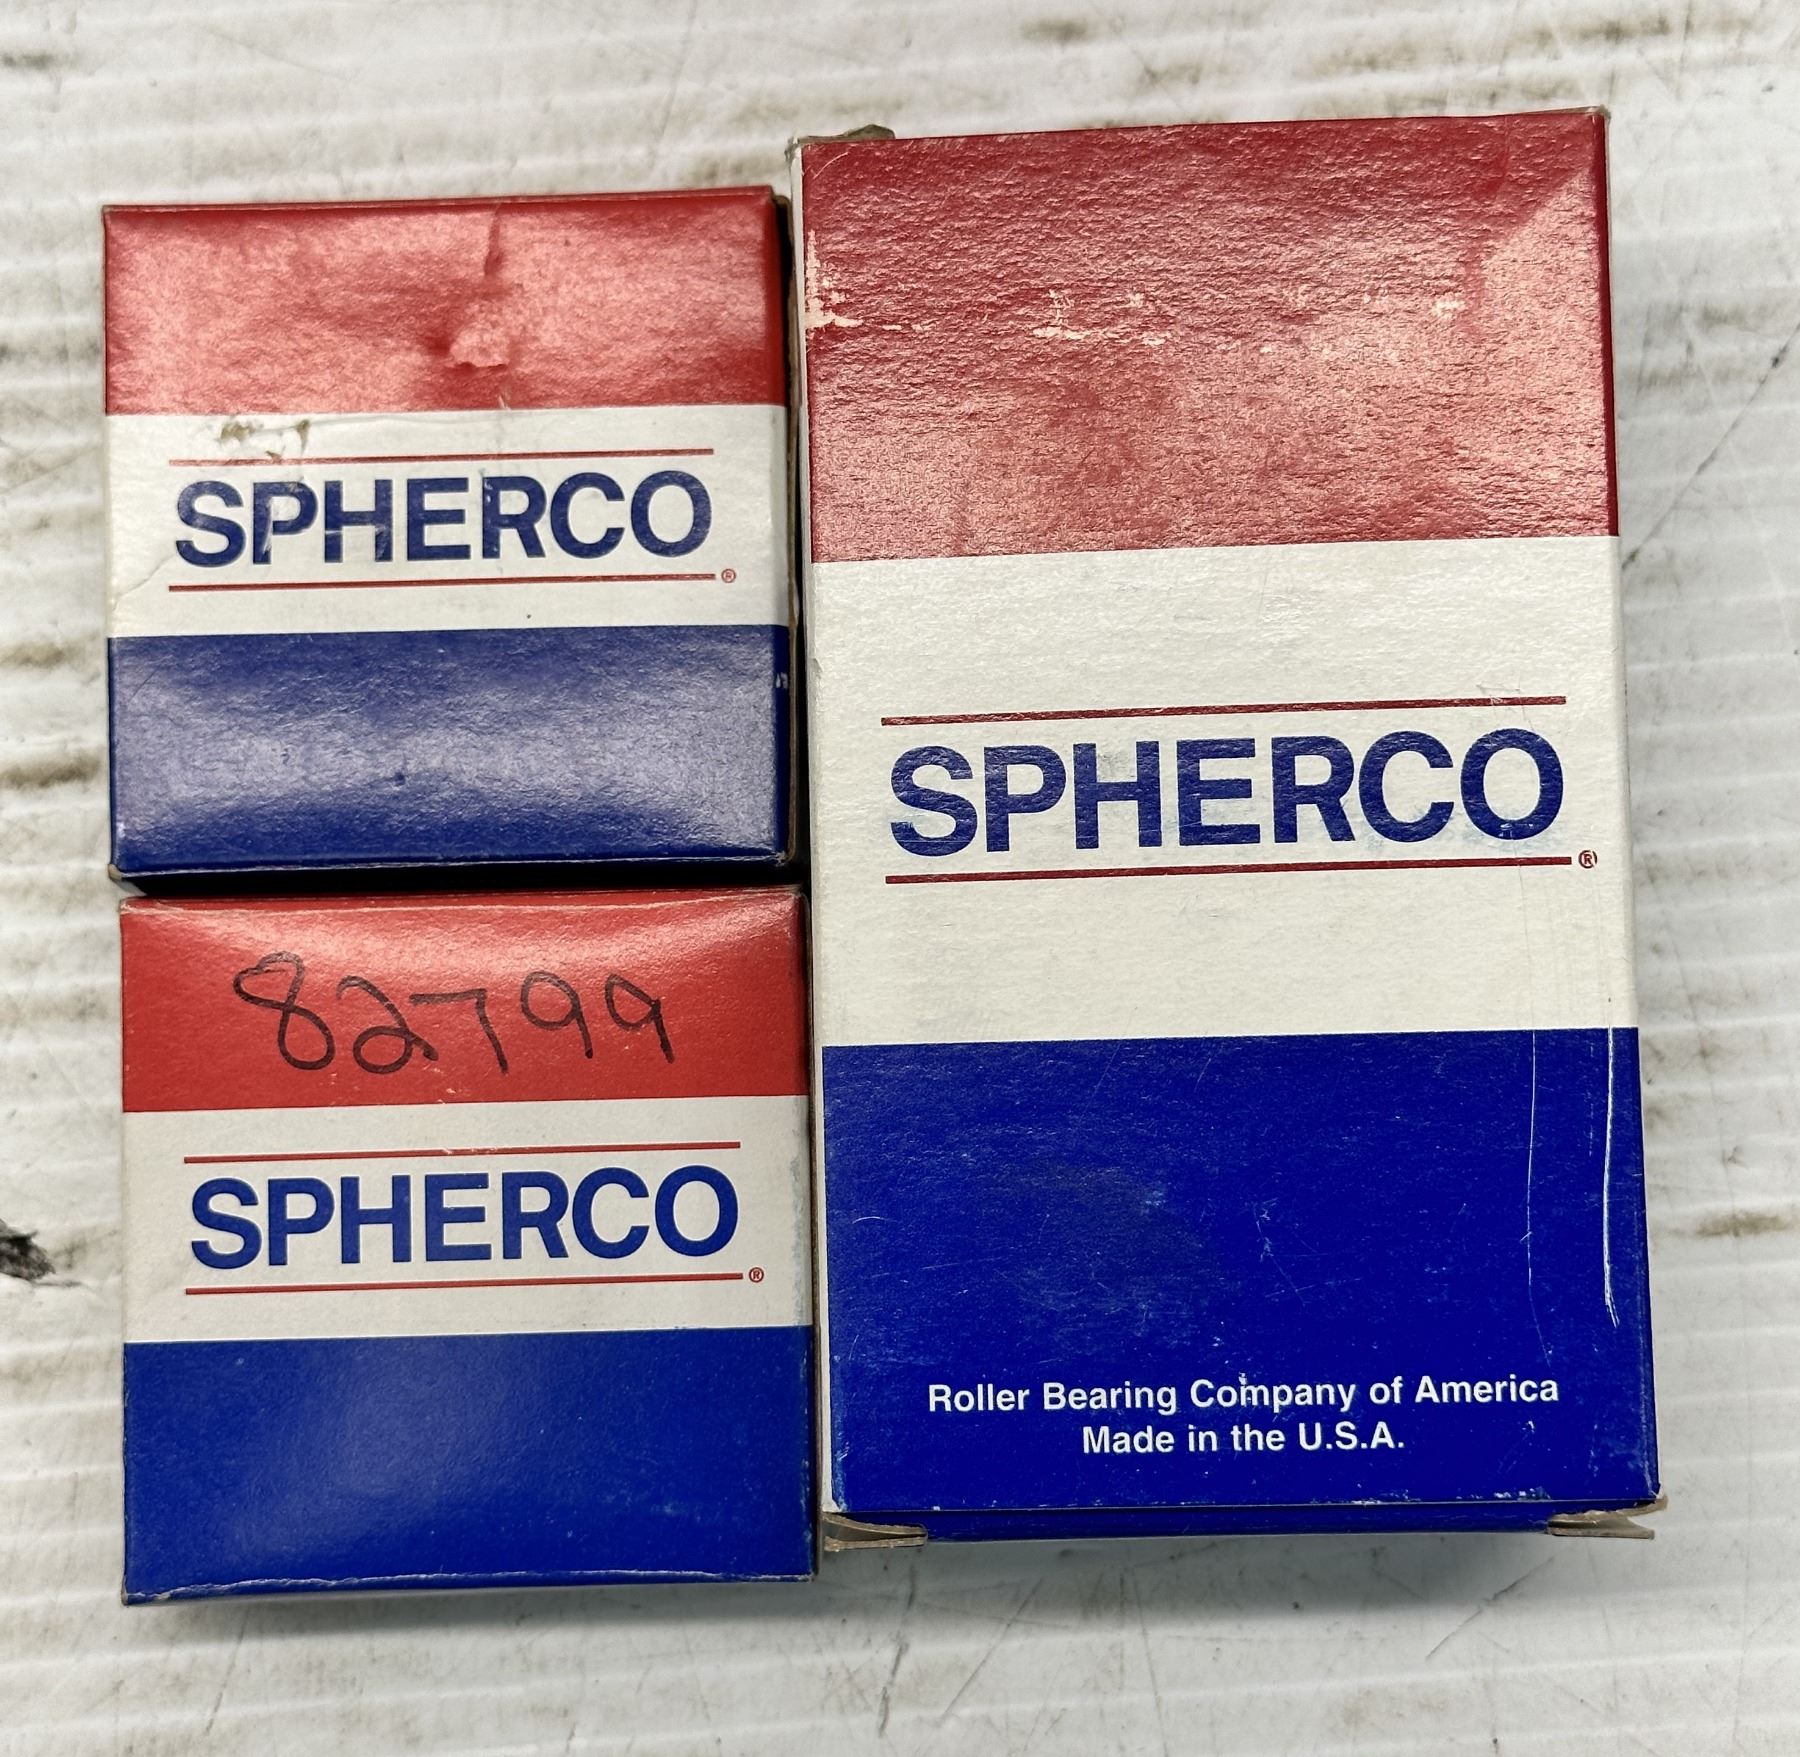 SPHERCO®
82799
SPHERCO®
SPHERCO®
Roller Bearing Company of America
Made in the U.S.A.